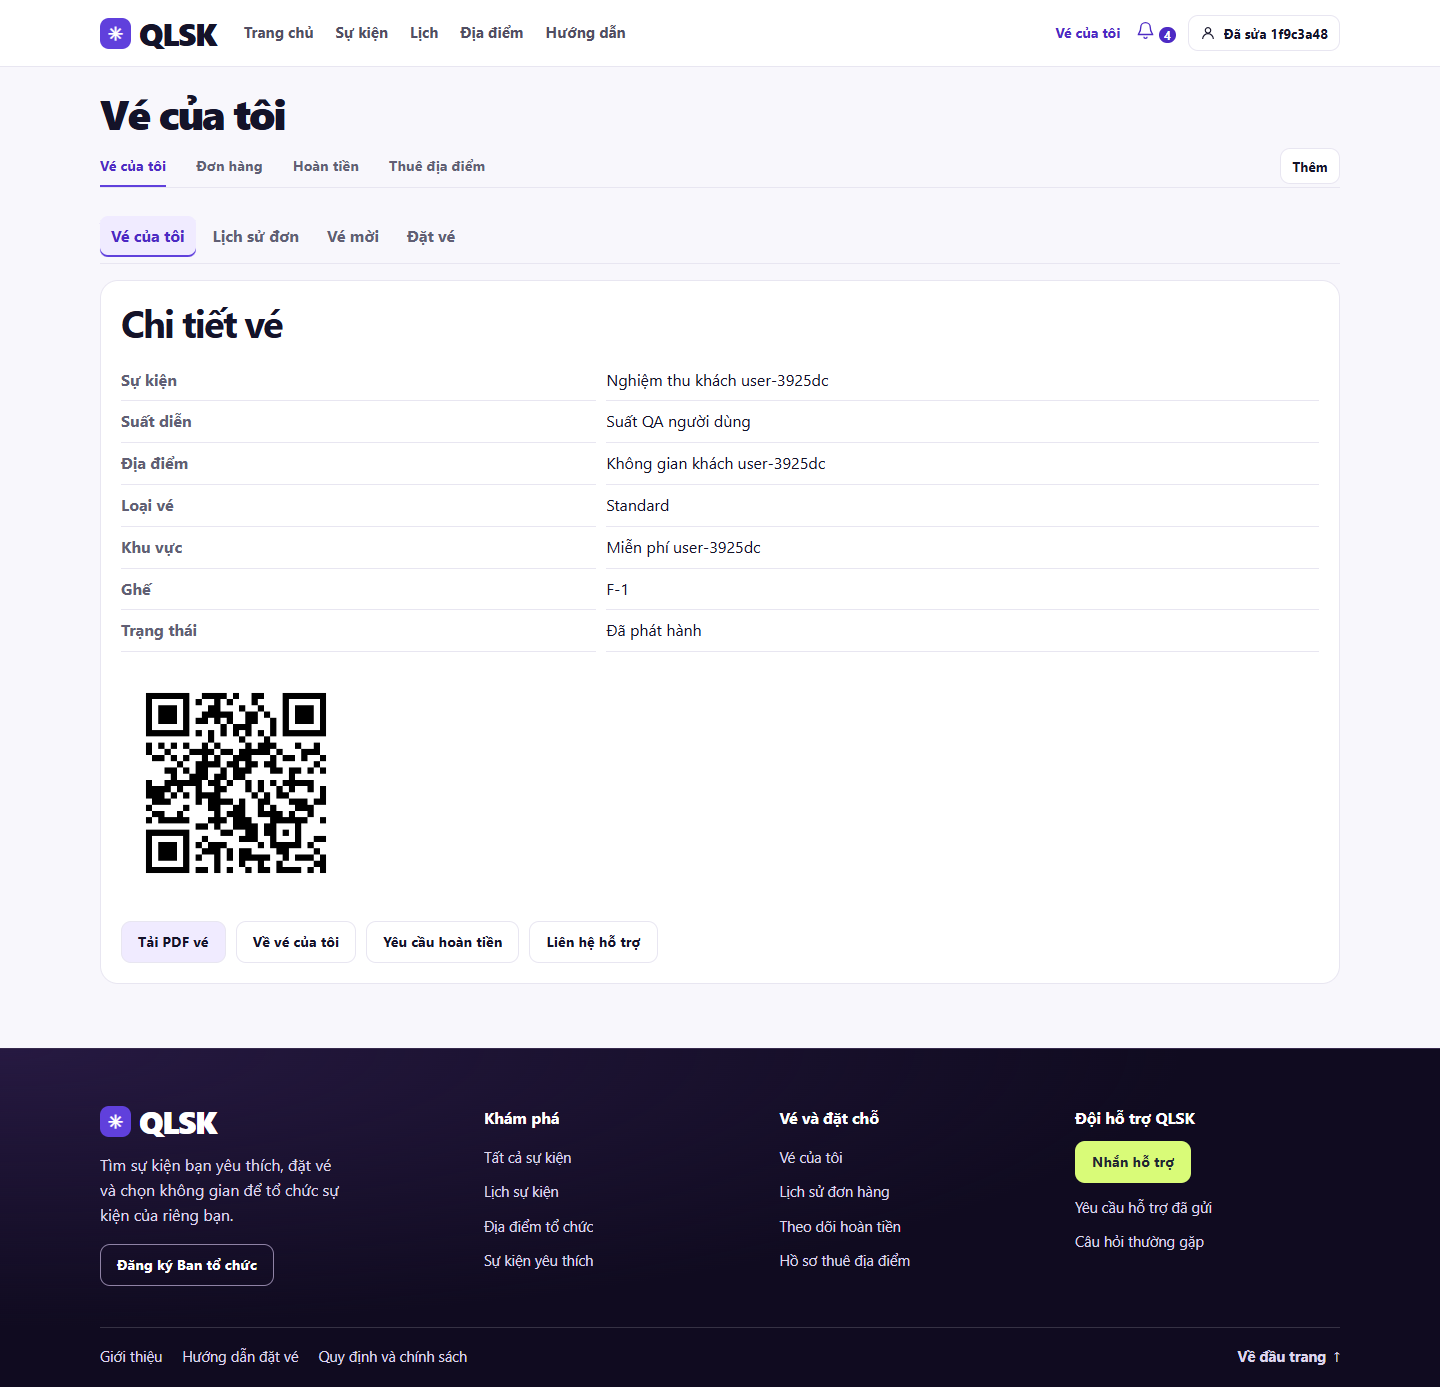 QLSK
Trang chủ
Sự kiện
Lịch
Địa điểm
Hướng dẫn
Vé của tôi
4
Đã sửa 1f9c3a48
Vé của tôi
Vé của tôi
Đơn hàng
Hoàn tiền
Thuê địa điểm
Thêm
Vé của tôi
Lịch sử đơn
Vé mời
Đặt vé
Chi tiết vé
Sự kiện
Nghiệm thu khách user-3925dc
Suất diễn
Suất QA người dùng
Địa điểm
Không gian khách user-3925dc
Loại vé
Standard
Khu vực
Miễn phí user-3925dc
Ghế
F-1
Trạng thái
Đã phát hành
Tải PDF vé
Về vé của tôi
Yêu cầu hoàn tiền
Liên hệ hỗ trợ
QLSK
Tìm sự kiện bạn yêu thích, đặt vé
và chọn không gian để tổ chức sự
kiện của riêng bạn.
Đăng ký Ban tổ chức
Khám phá
Tất cả sự kiện
Lịch sự kiện
Địa điểm tổ chức
Sự kiện yêu thích
Vé và đặt chỗ
Vé của tôi
Lịch sử đơn hàng
Theo dõi hoàn tiền
Hồ sơ thuê địa điểm
Đội hỗ trợ QLSK
Nhắn hỗ trợ
Yêu cầu hỗ trợ đã gửi
Câu hỏi thường gặp
Giới thiệu
Hướng dẫn đặt vé
Quy định và chính sách
Về đầu trang ↑